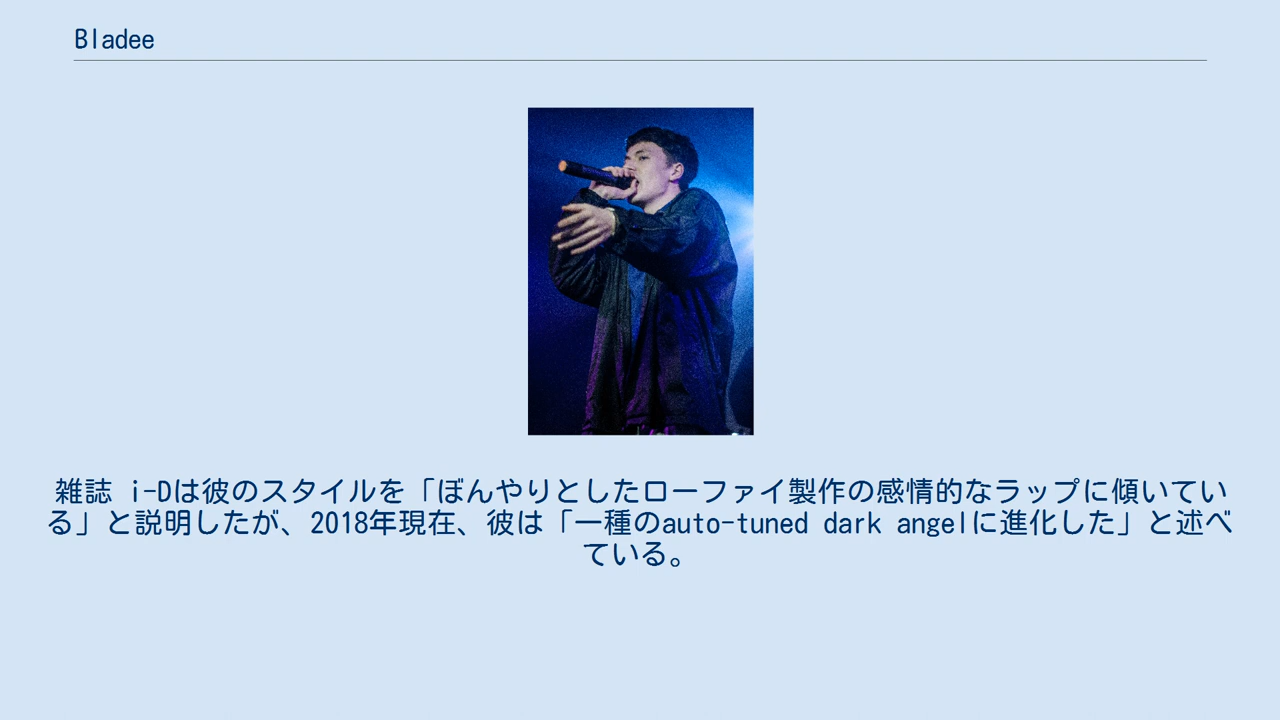 Bladee
雑誌 i-Dは彼のスタイルを「ぼんやりとしたローファイ製作の感情的なラップに傾いてい
る」と説明したが、2018年現在、彼は「一種のauto-tuned dark angelに進化した」と述べ
ている。